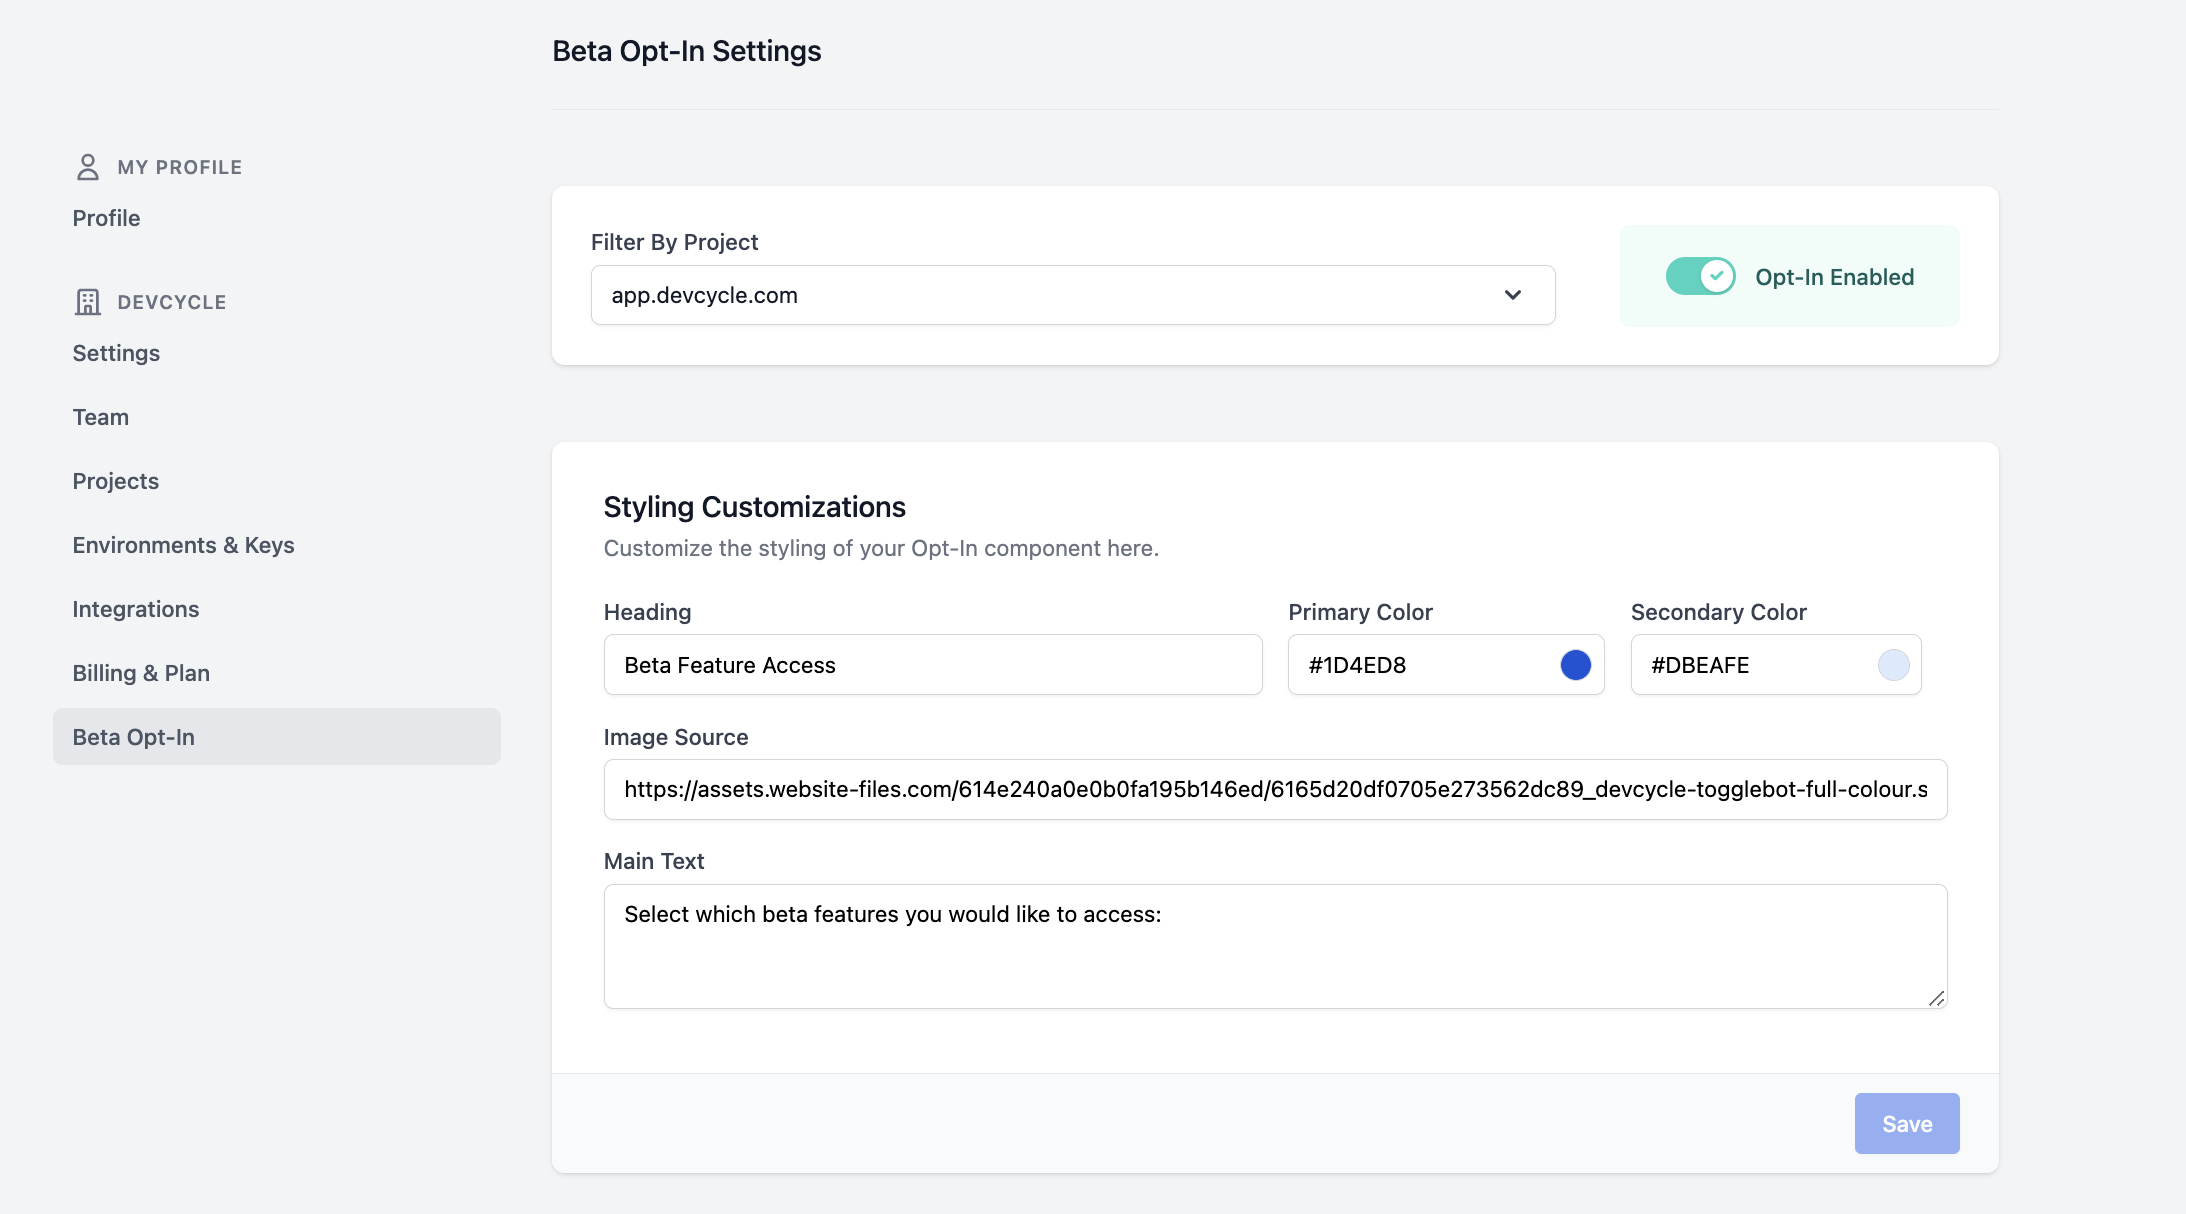 Beta Opt-In Settings
MY PROFILE
Profile
DEVCYCLE
Settings
Team
Projects
Environments & Keys
Integrations
Billing & Plan
Beta Opt-In
Filter By Project
app.devcycle.com
Opt-In Enabled
Styling Customizations
Customize the styling of your Opt-In component here.
Heading
Beta Feature Access
Primary Color
#1D4ED8
Secondary Color
#DBEAFE
Image Source
https://assets.website-files.com/614e240a0e0b0fa195b146ed/6165d20df0705e273562dc89_devcycle-togglebot-full-colour.s
Main Text
Select which beta features you would like to access:
Save